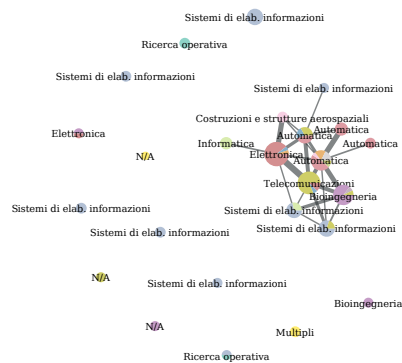 Sistemi di elab. informazioni
Ricerca operativa
Sistemi di elab. informazioni
Sistemi di elab. informazioni
Costruzioni e strutture aerospaziali
Automatica
Automatica
Elettronica
Informatica
Automatica
N/A
Elettronica
Automatica
Telecomunicazioni
Bioingegneria
Sistemi di elab. informazioni
Sistemi di elab. informazioni
Sistemi di elab. informazioni
Sistemi di elab. informazioni
N/A
Sistemi di elab. informazioni
Bioingegneria
N/A
Multipli
Ricerca operativa